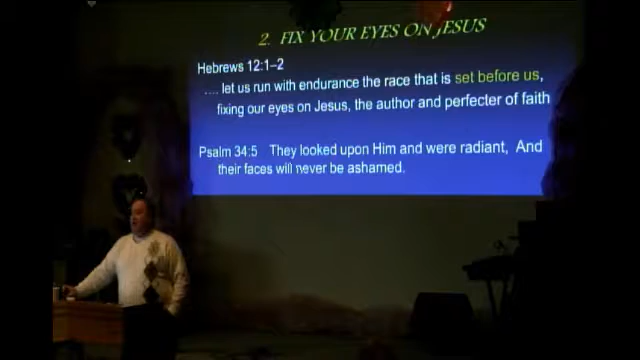 2. FIX YOUR EYES ON JESUS
Hebrews 12:1–2
.... let us run with endurance the race that is set before us,
fixing our eyes on Jesus, the author and perfecter of faith
Psalm 34:5 They looked upon Him and were radiant, And
their faces will never be ashamed.